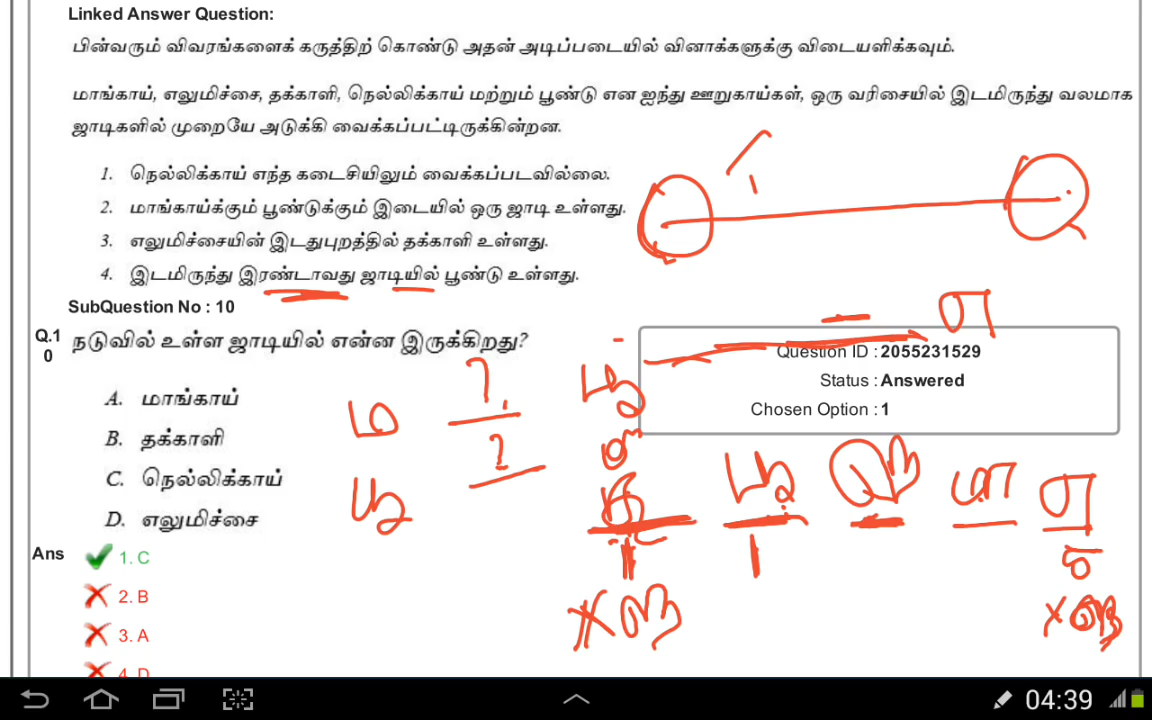 Linked Answer Question:
பின்வரும் விவரங்களைக் கருத்திற் கொண்டு அதன் அடிப்படையில் வினாக்களுக்கு விடையளிக்கவும்.
மாங்காய், எலுமிச்சை, தக்காளி, நெல்லிக்காய் மற்றும் பூண்டு என ஐந்து ஊறுகாய்கள், ஒரு வரிசையில் இடமிருந்து வலமாக
ஜாடிகளில் முறையே அடுக்கி வைக்கப்பட்டிருக்கின்றன.
1. நெல்லிக்காய் எந்த கடைசியிலும் வைக்கப்படவில்லை.
2. மாங்காய்க்கும் பூண்டுக்கும் இடையில் ஒரு ஜாடி உள்ளது.
3. எலுமிச்சையின் இடதுபுறத்தில் தக்காளி உள்ளது.
4. இடமிருந்து இரண்டாவது ஜாடியில் பூண்டு உள்ளது.
SubQuestion No : 10
Q.1
0 நடுவில் உள்ள ஜாடியில் என்ன இருக்கிறது?
Question ID : 2055231529
Status : Answered
Chosen Option : 1
A. மாங்காய்
B. தக்காளி
C. நெல்லிக்காய்
D. எலுமிச்சை
Ans 1. C
2. B
3. A
4. D
04:39